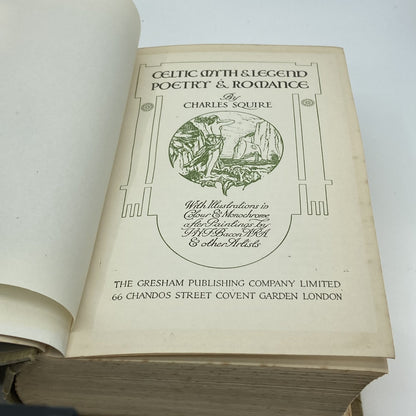 CELTIC MYTH & LEGEND
POETRY & ROMANCE
By
CHARLES SQUIRE
With Illustrations in
Colour & Monochrome
after Paintings by
J.H.F. Bacon A.R.A.
& other Artists
THE GRESHAM PUBLISHING COMPANY LIMITED
66 CHANDOS STREET COVENT GARDEN LONDON